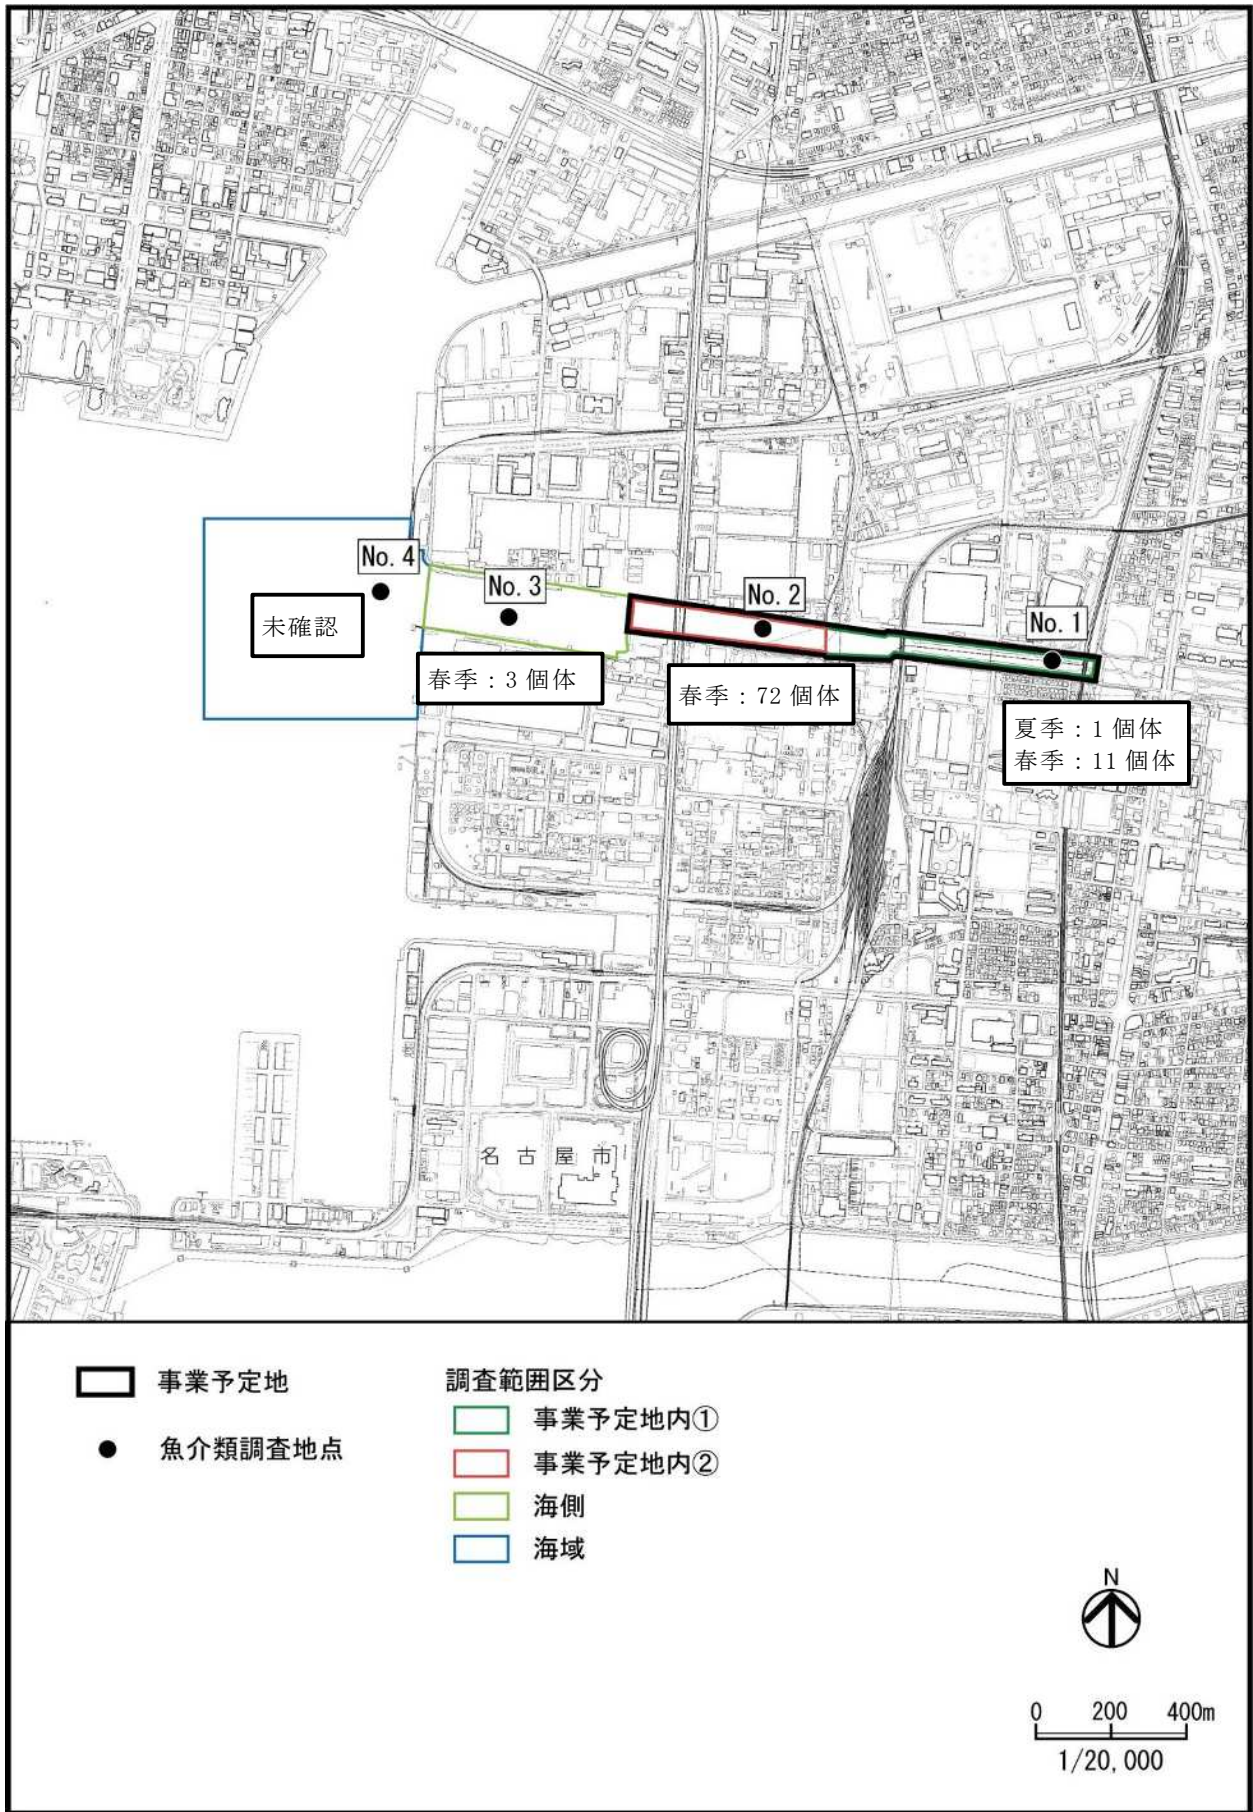 No. 4
No. 3
No. 2
No. 1
未確認
春季：3 個体
春季：72 個体
夏季：1 個体
春季：11 個体
名古屋市
事業予定地
魚介類調査地点
調査範囲区分
事業予定地内①
事業予定地内②
海側
海域
N
0 200 400m
1/20,000